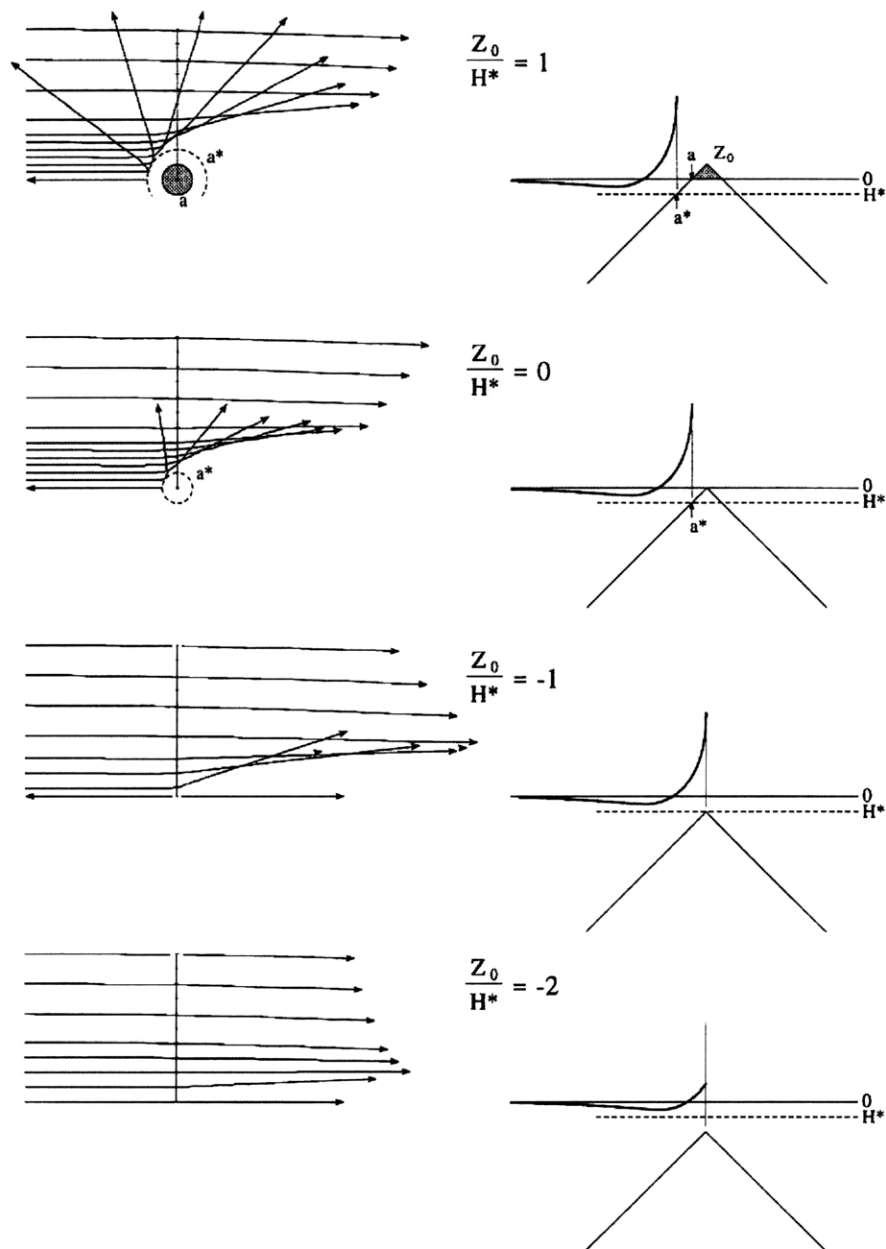 Z₀
H* = 1
a*
a
a
Z₀
0
H*
a*
Z₀
H* = 0
a*
0
H*
a*
Z₀
H* = -1
0
H*
Z₀
H* = -2
0
H*